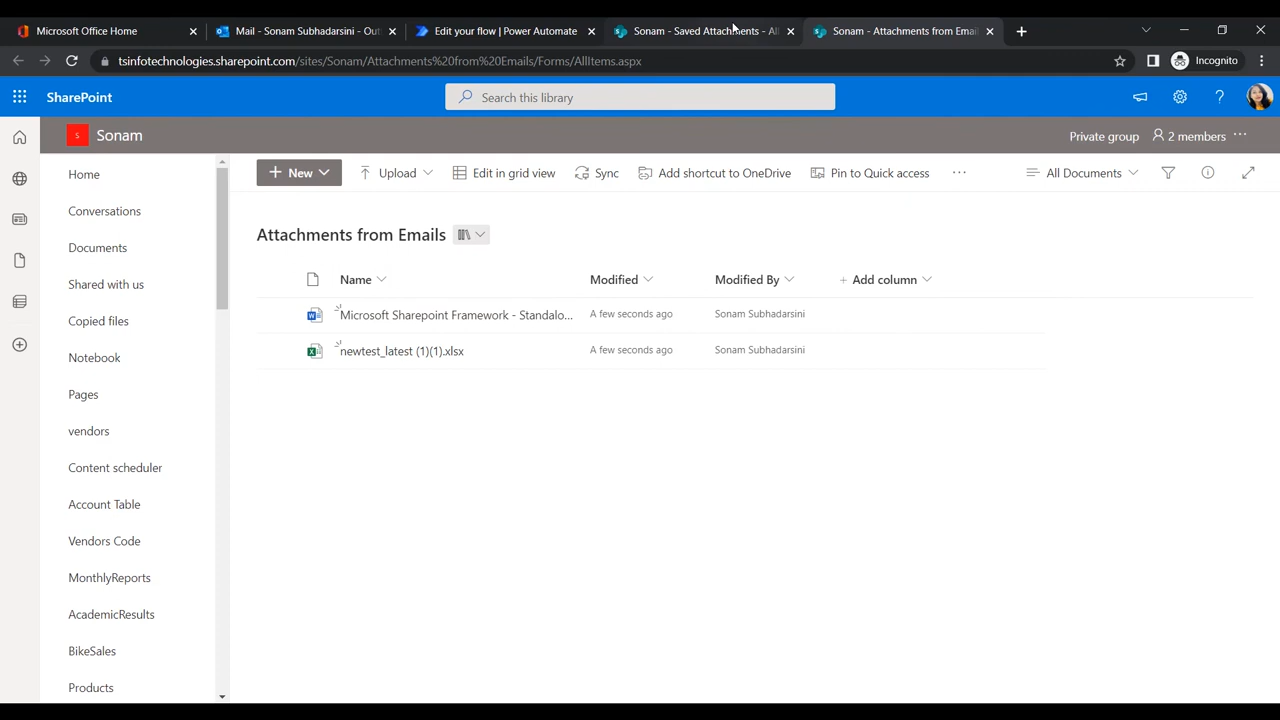 Microsoft Office Home
Mail - Sonam Subhadarsini - Out
Edit your flow | Power Automate
Sonam - Saved Attachments - All
Sonam - Attachments from Email
tsinfotechnologies.sharepoint.com/sites/Sonam/Attachments%20from%20Emails/Forms/AllItems.aspx
Incognito
SharePoint
Search this library
S
Sonam
Private group
2 members
Home
Conversations
Documents
Shared with us
Copied files
Notebook
Pages
vendors
Content scheduler
Account Table
Vendors Code
MonthlyReports
AcademicResults
BikeSales
Products
New
Upload
Edit in grid view
Sync
Add shortcut to OneDrive
Pin to Quick access
All Documents
Attachments from Emails
Name
Modified
Modified By
Add column
Microsoft Sharepoint Framework - Standalo...
A few seconds ago
Sonam Subhadarsini
newtest_latest (1)(1).xlsx
A few seconds ago
Sonam Subhadarsini